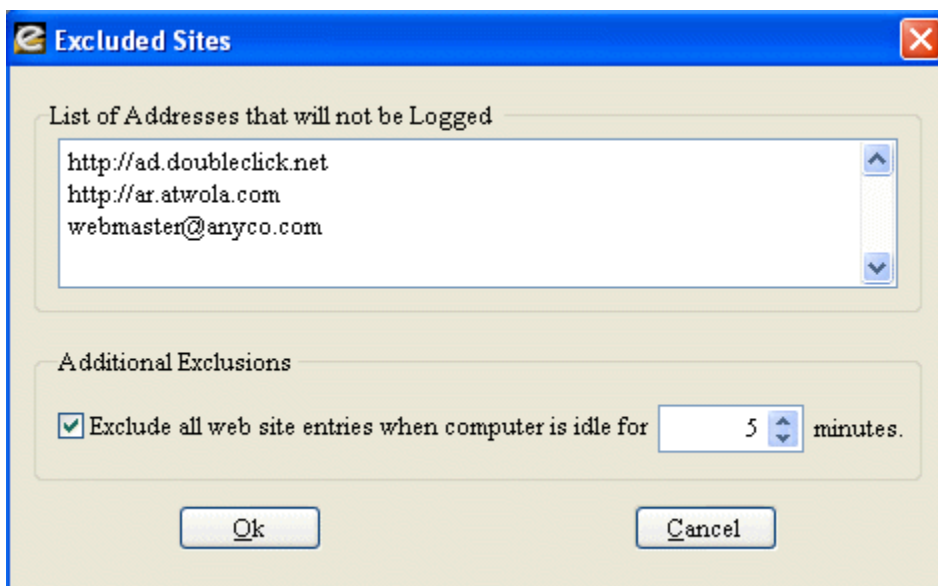 Excluded Sites
List of Addresses that will not be Logged
http://ad.doubleclick.net
http://ar.atwola.com
webmaster@anyco.com
Additional Exclusions
Exclude all web site entries when computer is idle for 5 minutes.
Ok Cancel